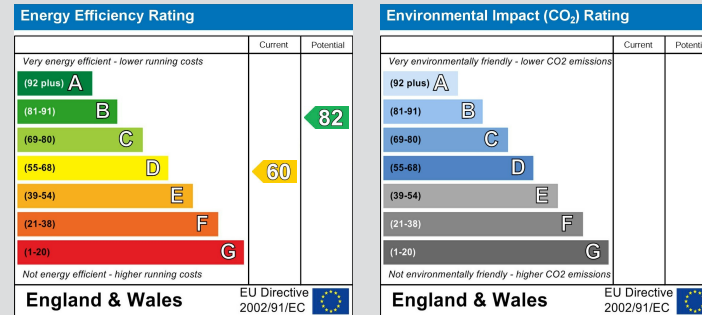 Energy Efficiency Rating
Current Potential
Very energy efficient - lower running costs
(92 plus) A
(81-91) B
82
(69-80) C
(55-68) D
60
(39-54) E
(21-38) F
(1-20) G
Not energy efficient - higher running costs
England & Wales
EU Directive
2002/91/EC
Environmental Impact (CO2) Rating
Current Potenti
Very environmentally friendly - lower CO2 emissions
(92 plus) A
(81-91) B
(69-80) C
(55-68) D
(39-54) E
(21-38) F
(1-20) G
Not environmentally friendly - higher CO2 emissions
England & Wales
EU Directive
2002/91/EC